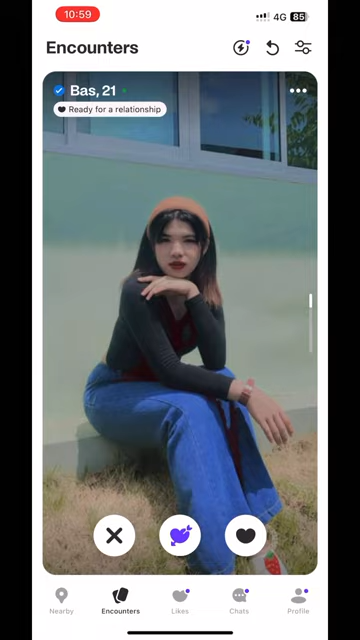 10:59
4G 85
Encounters
Bas, 21
Ready for a relationship
Nearby
Encounters
Likes
Chats
Profile